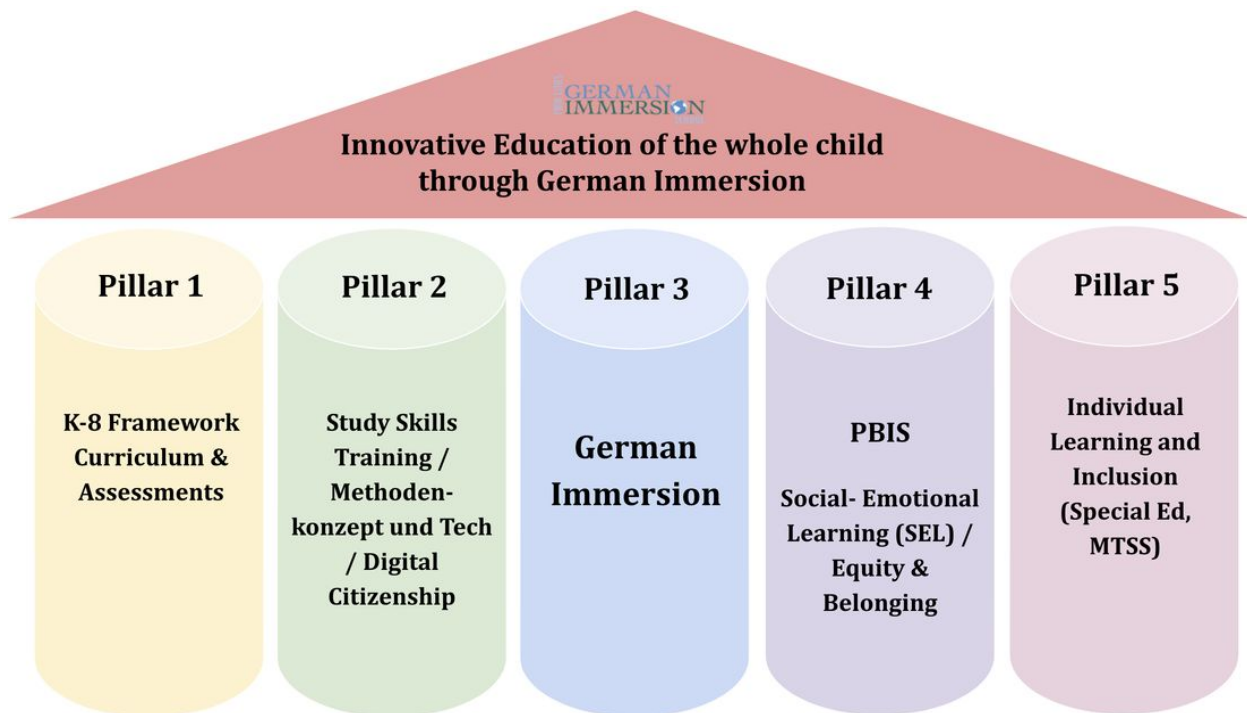 GERMAN
IMMERSION
Innovative Education of the whole child
through German Immersion
Pillar 1
K-8 Framework
Curriculum &
Assessments
Pillar 2
Study Skills
Training /
Methoden-
konzept und Tech
/ Digital
Citizenship
Pillar 3
German
Immersion
Pillar 4
PBIS
Social- Emotional
Learning (SEL) /
Equity &
Belonging
Pillar 5
Individual
Learning and
Inclusion
(Special Ed,
MTSS)